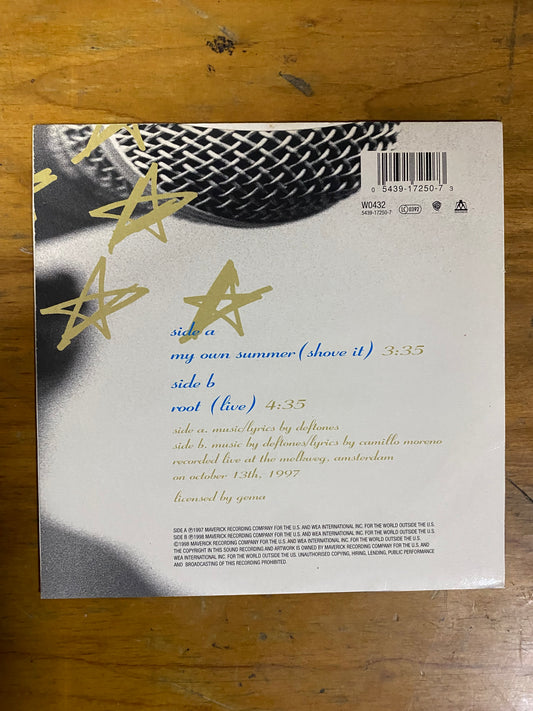 0 5439-17250-7 3
W0432
5439-17250-7
LC 0392
side a
my own summer (shove it) 3:35
side b
root (live) 4:35
side a. music/lyrics by deftones
side b. music by deftones/lyrics by camillo moreno
recorded live at the melkweg. amsterdam
on october 13th, 1997
licensed by gema
SIDE A ℗1997 MAVERICK RECORDING COMPANY FOR THE U.S. AND WEA INTERNATIONAL INC. FOR THE WORLD OUTSIDE THE U.S.
SIDE B ℗1998 MAVERICK RECORDING COMPANY FOR THE U.S. AND WEA INTERNATIONAL INC. FOR THE WORLD OUTSIDE THE U.S.
©1998 MAVERICK RECORDING COMPANY FOR THE U.S. AND WEA INTERNATIONAL INC. FOR THE WORLD OUTSIDE THE U.S.
THE COPYRIGHT IN THIS SOUND RECORDING AND ARTWORK IS OWNED BY MAVERICK RECORDING COMPANY FOR THE U.S. AND
WEA INTERNATIONAL INC. FOR THE WORLD OUTSIDE THE US. UNAUTHORISED COPYING, HIRING, LENDING, PUBLIC PERFORMANCE
AND BROADCASTING OF THIS RECORDING PROHIBITED.